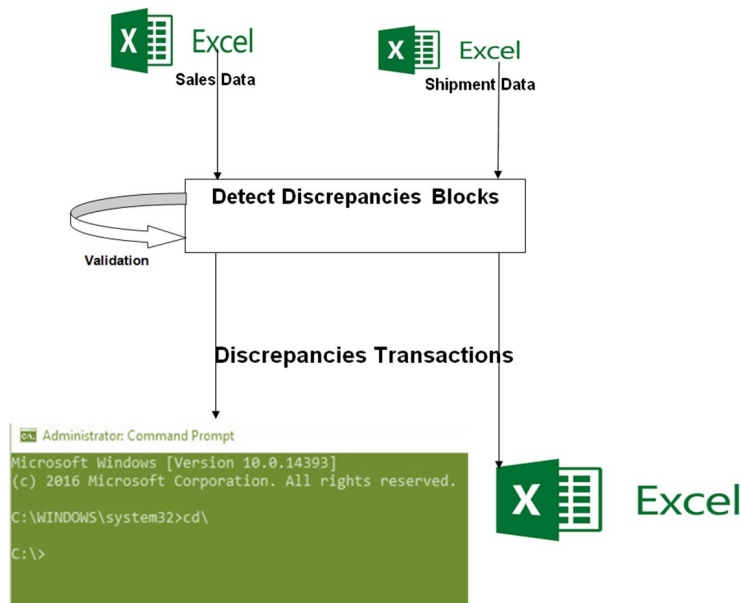 X Excel
Sales Data
X Excel
Shipment Data
Detect Discrepancies Blocks
Validation
Discrepancies Transactions
C:\. Administrator: Command Prompt
Microsoft Windows [Version 10.0.14393]
(c) 2016 Microsoft Corporation. All rights reserved.
C:\WINDOWS\system32>cd\
C:\>
X Excel